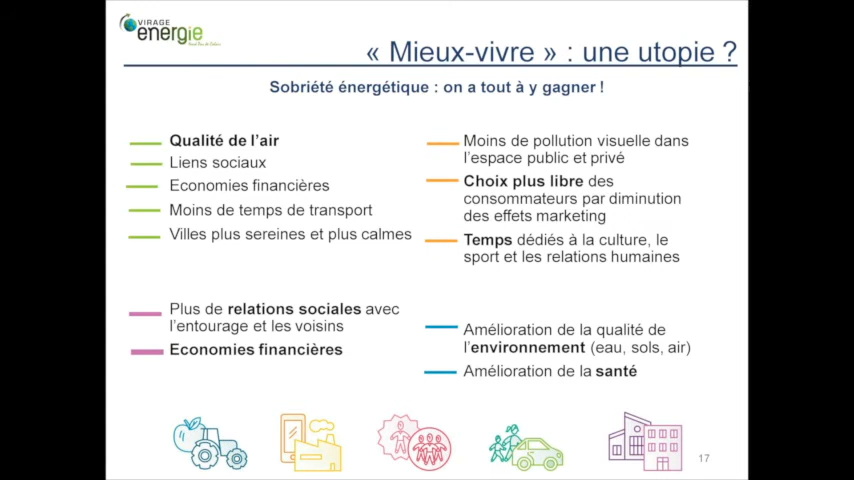 VIRAGE
énergie
« Mieux-vivre » : une utopie ?
Sobriété énergétique : on a tout à y gagner !
Qualité de l'air
Liens sociaux
Economies financières
Moins de temps de transport
Villes plus sereines et plus calmes
Moins de pollution visuelle dans
l'espace public et privé
Choix plus libre des
consommateurs par diminution
des effets marketing
Temps dédiés à la culture, le
sport et les relations humaines
Plus de relations sociales avec
l'entourage et les voisins
Economies financières
Amélioration de la qualité de
l'environnement (eau, sols, air)
Amélioration de la santé
17